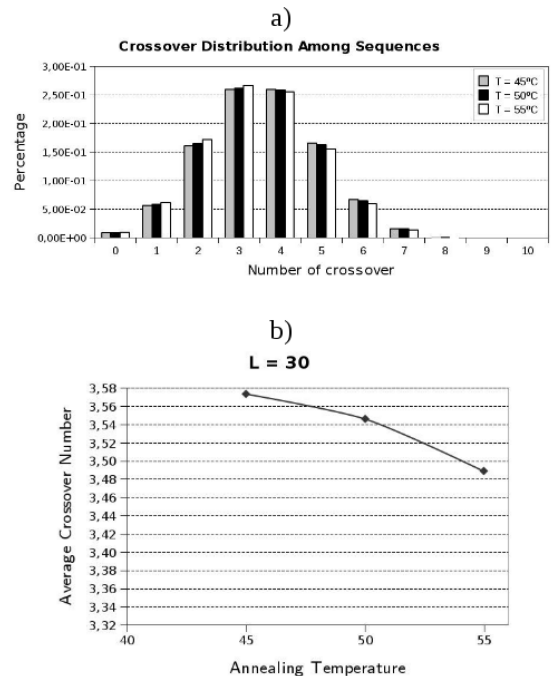 a)
Crossover Distribution Among Sequences
3,00E-01
2,50E-01
2,00E-01
1,50E-01
1,00E-01
5,00E-02
0,00E+00
Percentage
T = 45ºC
T = 50ºC
T = 55ºC
0 1 2 3 4 5 6 7 8 9 10
Number of crossover
b)
L = 30
3,58
3,56
3,54
3,52
3,50
3,48
3,46
3,44
3,42
3,40
3,38
3,36
3,34
3,32
Average Crossover Number
40 45 50 55
Annealing Temperature